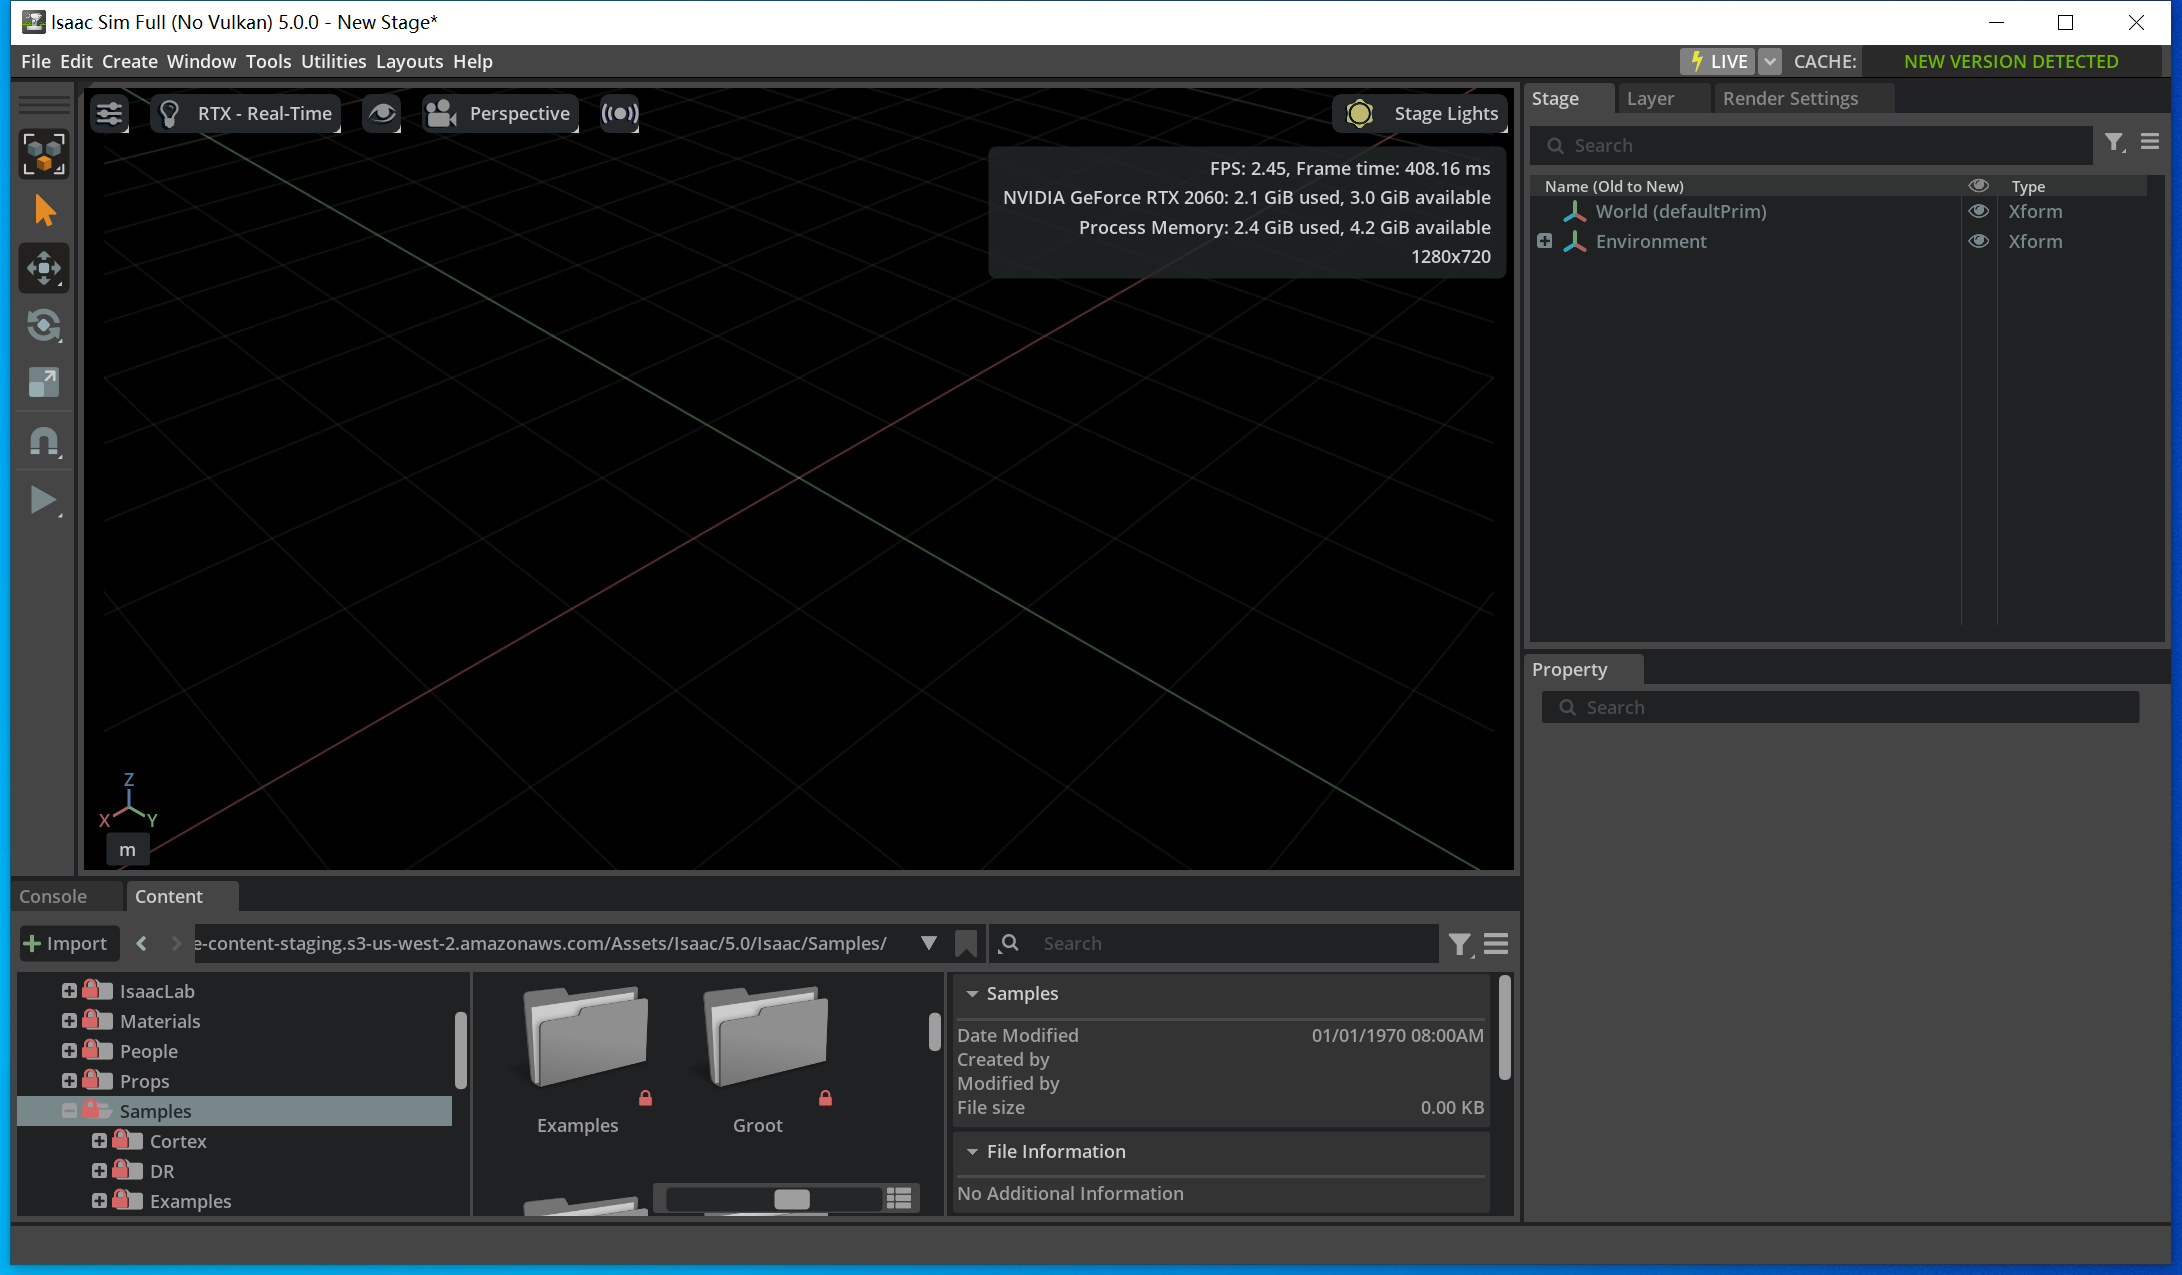 Isaac Sim Full (No Vulkan) 5.0.0 - New Stage*
File Edit Create Window Tools Utilities Layouts Help
LIVE
CACHE:
NEW VERSION DETECTED
RTX - Real-Time
Perspective
Stage Lights
FPS: 2.45, Frame time: 408.16 ms
NVIDIA GeForce RTX 2060: 2.1 GiB used, 3.0 GiB available
Process Memory: 2.4 GiB used, 4.2 GiB available
1280x720
Z
X
Y
m
Stage
Layer
Render Settings
Search
Name (Old to New)
Type
World (defaultPrim)
Xform
Environment
Xform
Property
Search
Console
Content
Import
e-content-staging.s3-us-west-2.amazonaws.com/Assets/Isaac/5.0/Isaac/Samples/
Search
IsaacLab
Materials
People
Props
Samples
Cortex
DR
Examples
Examples
Groot
Samples
Date Modified
01/01/1970 08:00AM
Created by
Modified by
File size
0.00 KB
File Information
No Additional Information